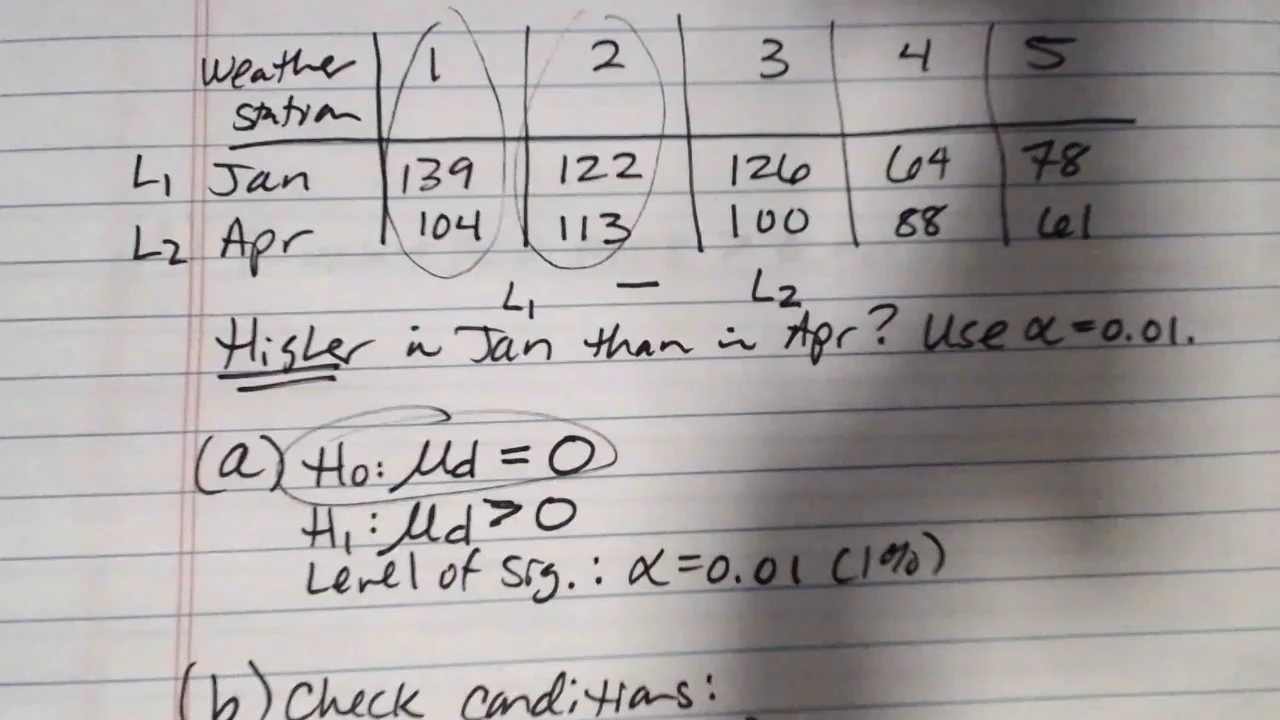 Weather station 1 2 3 4 5
L₁ Jan 139 122 126 64 78
L₂ Apr 104 113 100 88 61
L₁ — L₂
Higher in Jan than in Apr? Use α=0.01.
(a) H₀: μd = 0
H₁: μd > 0
Level of sig.: α=0.01 (1%)
(b) Check conditions: